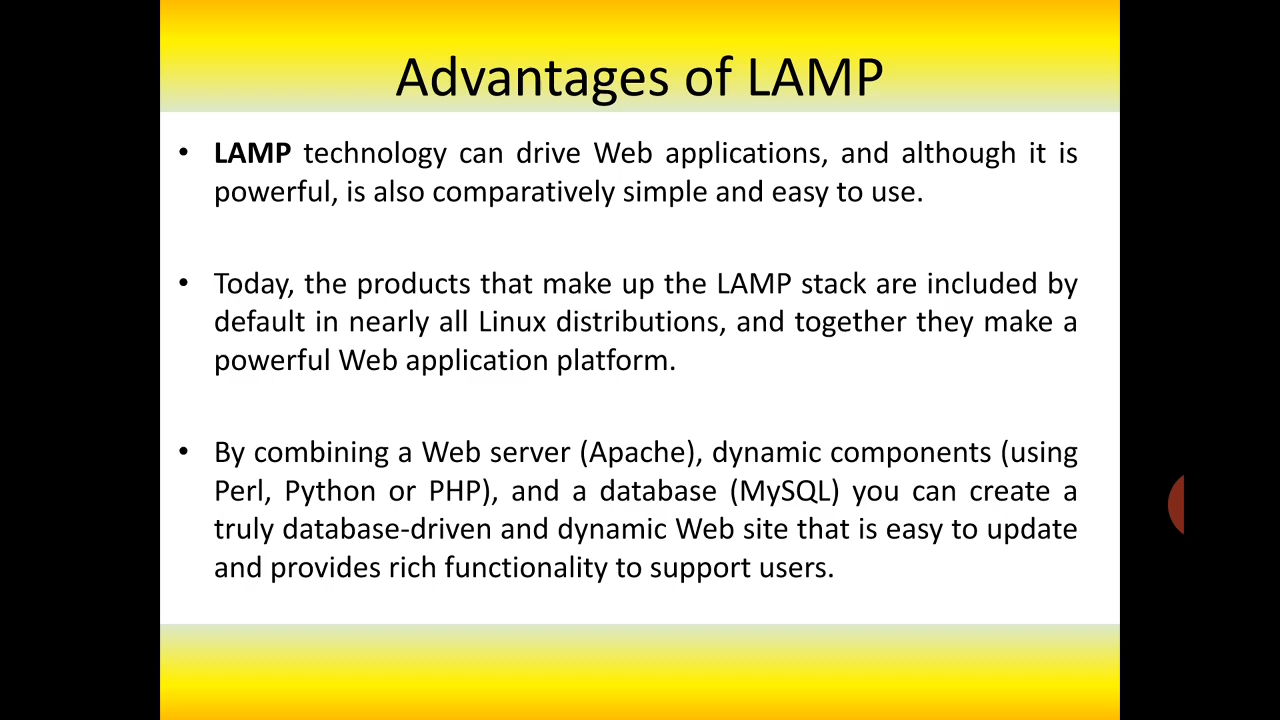 Advantages of LAMP
• LAMP technology can drive Web applications, and although it is
powerful, is also comparatively simple and easy to use.
• Today, the products that make up the LAMP stack are included by
default in nearly all Linux distributions, and together they make a
powerful Web application platform.
• By combining a Web server (Apache), dynamic components (using
Perl, Python or PHP), and a database (MySQL) you can create a
truly database-driven and dynamic Web site that is easy to update
and provides rich functionality to support users.